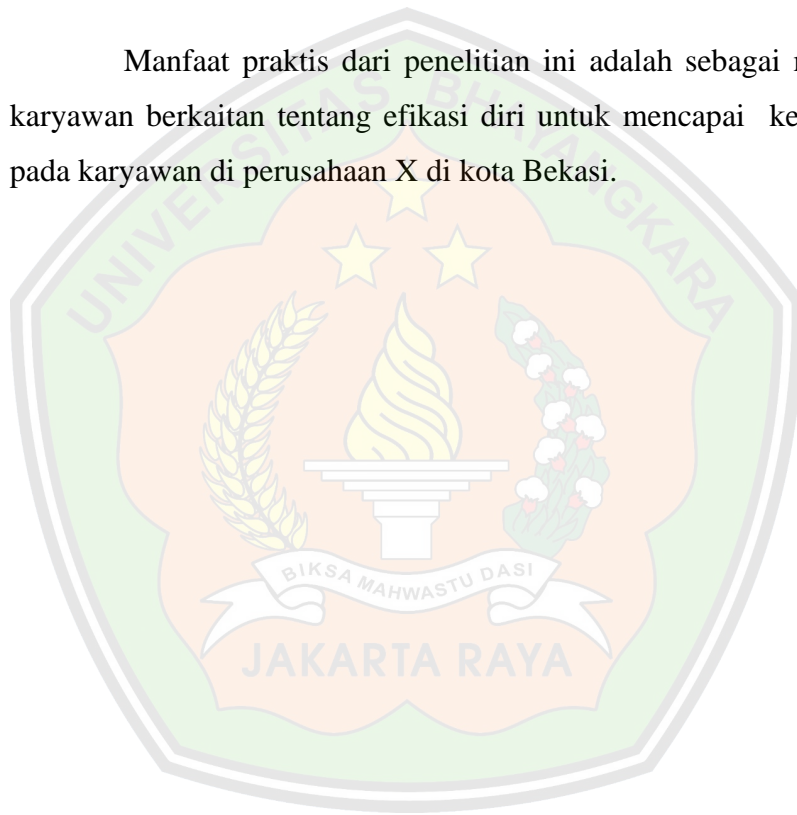 Manfaat praktis dari penelitian ini adalah sebagai
karyawan berkaitan tentang efikasi diri untuk mencapai
pada karyawan di perusahaan X di kota Bekasi.
UNIVERSITAS BHAYANGKARA
BIKSA MAHWASTU DASI
JAKARTA RAYA